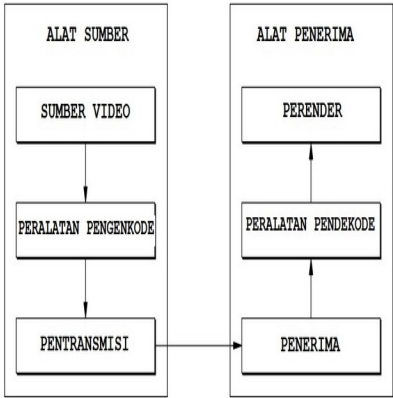 ALAT SUMBER
SUMBER VIDEO
PERALATAN PENGENKODE
PENTRANSMISI
ALAT PENERIMA
PERENDER
PERALATAN PENDEKODE
PENERIMA